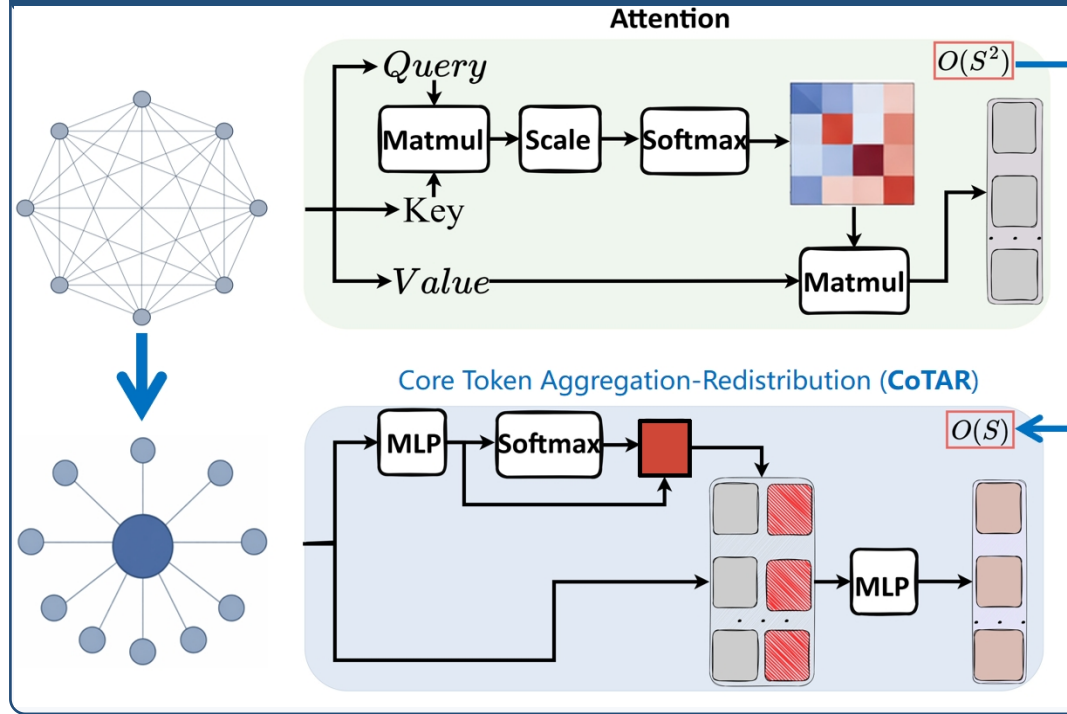 Attention
Query
O(S²)
Matmul
Scale
Softmax
Key
Value
Matmul
Core Token Aggregation-Redistribution (CoTAR)
MLP
Softmax
O(S)
MLP